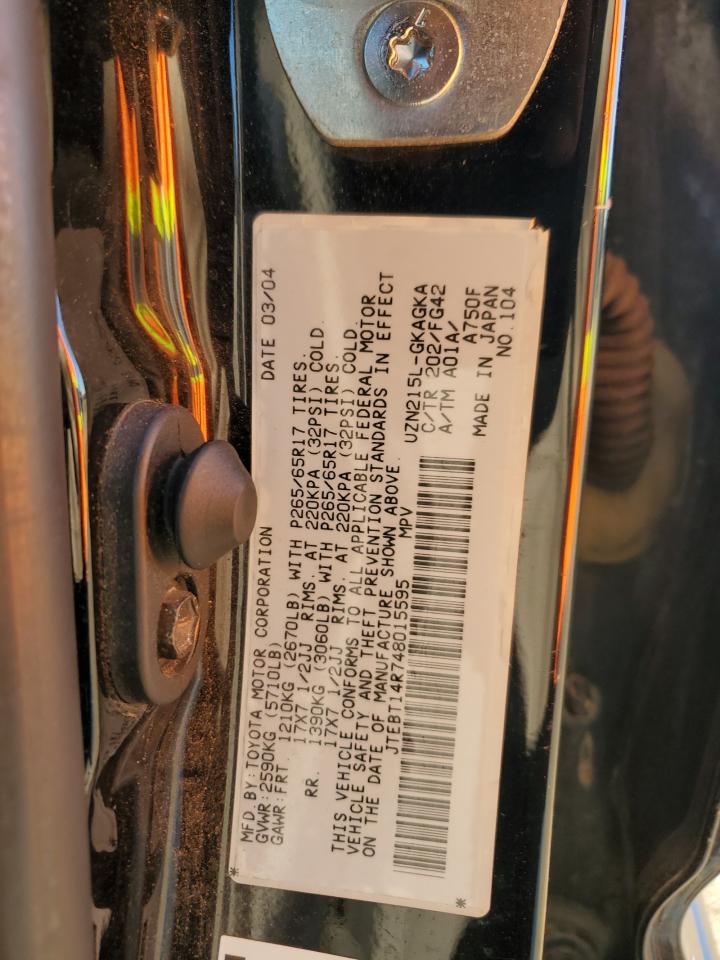 MFD.BY:TOYOTA MOTOR CORPORATION DATE 03/04
GVWR:2590KG (5710LB)
GAWR:FRT. 1210KG (2670LB) WITH P265/65R17 TIRES.
17X7 1/2JJ RIMS. AT 220KPA (32PSI) COLD.
RR. 1390KG (3060LB) WITH P265/65R17 TIRES.
17X7 1/2JJ RIMS. AT 220KPA (32PSI) COLD.
THIS VEHICLE CONFORMS TO ALL APPLICABLE FEDERAL MOTOR
VEHICLE SAFETY AND THEFT PREVENTION STANDARDS IN EFFECT
ON THE DATE OF MANUFACTURE SHOWN ABOVE.
JTEBT14R748015595 MPV
UZN215L-GKAGKA
C/TR 202/FG42
A/TM A01A/ A750F
MADE IN JAPAN
NO.104